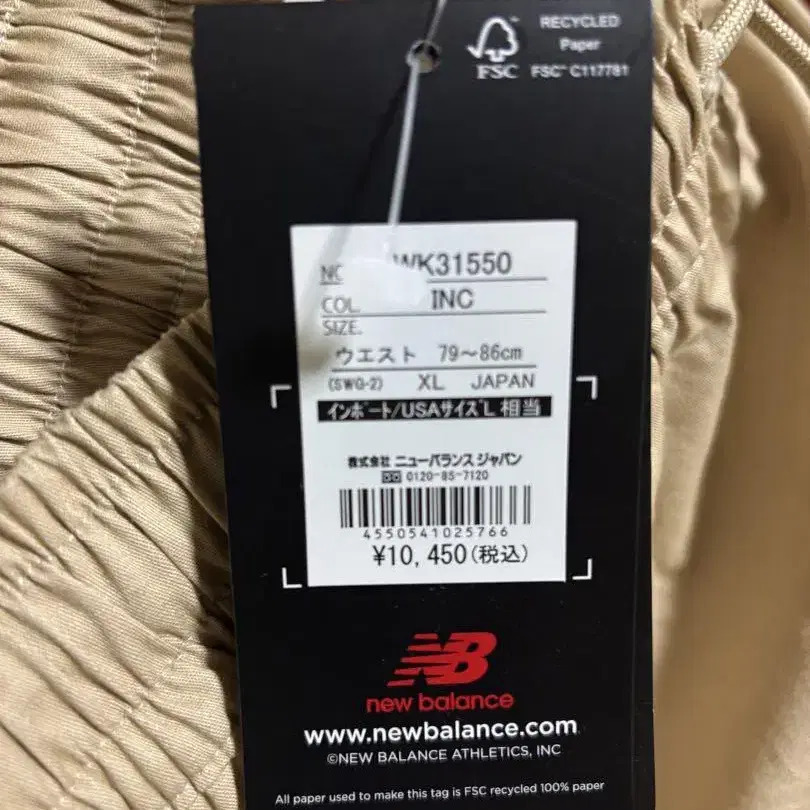 RECYCLED
Paper
FSC
FSC™ C117781
WK31550
COL. INC
SIZE.
ウエスト 79～86cm
(SWO-2) XL JAPAN
インポート/USAサイズL 相当
株式会社 ニューバランス ジャパン
0120-85-7120
4550541025766
¥10,450(税込)
NB
new balance
www.newbalance.com
©NEW BALANCE ATHLETICS, INC
All paper used to make this tag is FSC recycled 100% paper